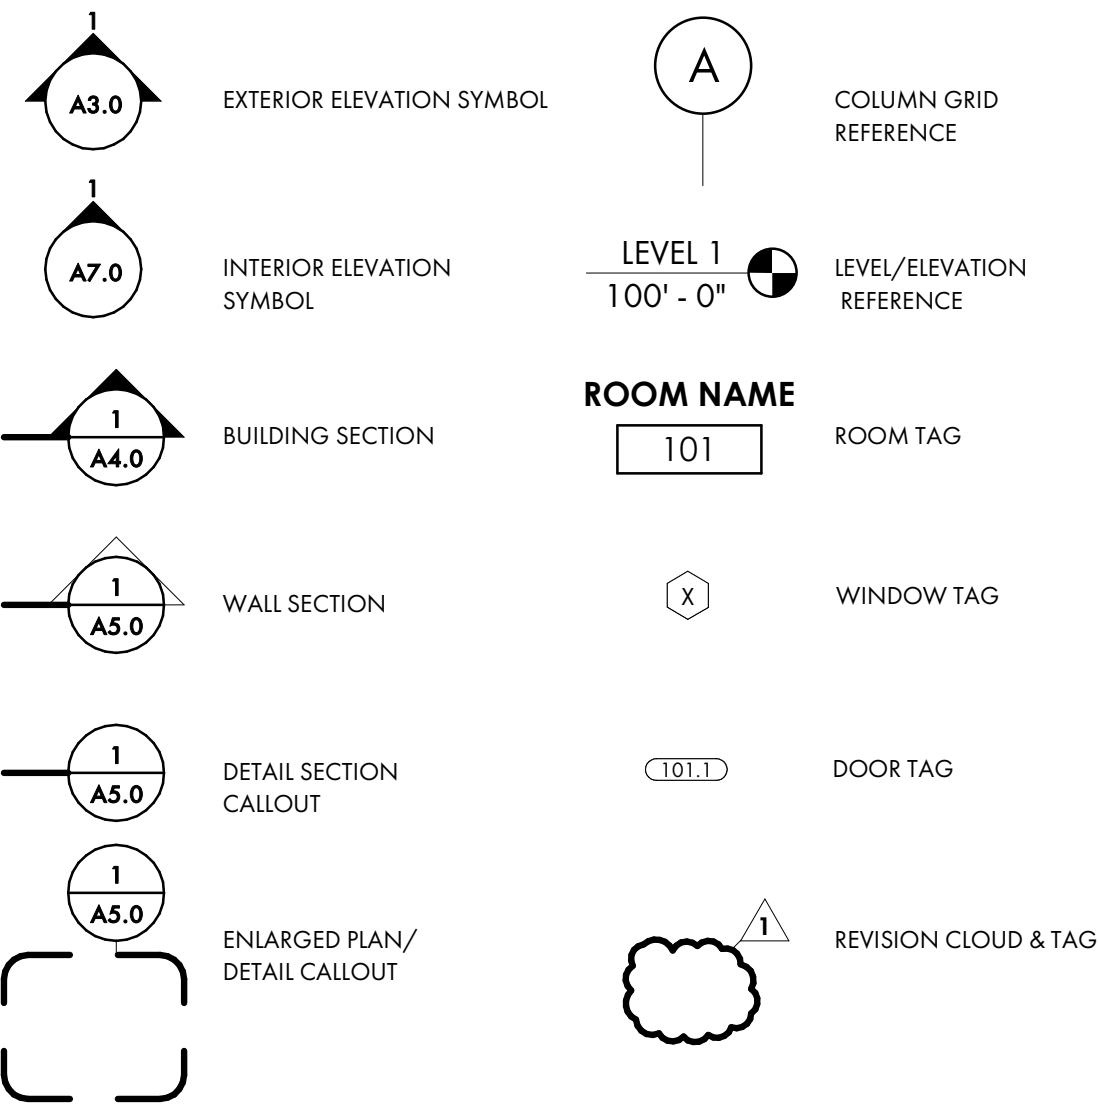 1
A3.0
EXTERIOR ELEVATION SYMBOL
1
A7.0
INTERIOR ELEVATION
SYMBOL
1
A4.0
BUILDING SECTION
1
A5.0
WALL SECTION
1
A5.0
DETAIL SECTION
CALLOUT
1
A5.0
ENLARGED PLAN/
DETAIL CALLOUT
A
COLUMN GRID
REFERENCE
LEVEL 1
100' - 0"
LEVEL/ELEVATION
REFERENCE
ROOM NAME
101
ROOM TAG
X
WINDOW TAG
101.1
DOOR TAG
1
REVISION CLOUD & TAG